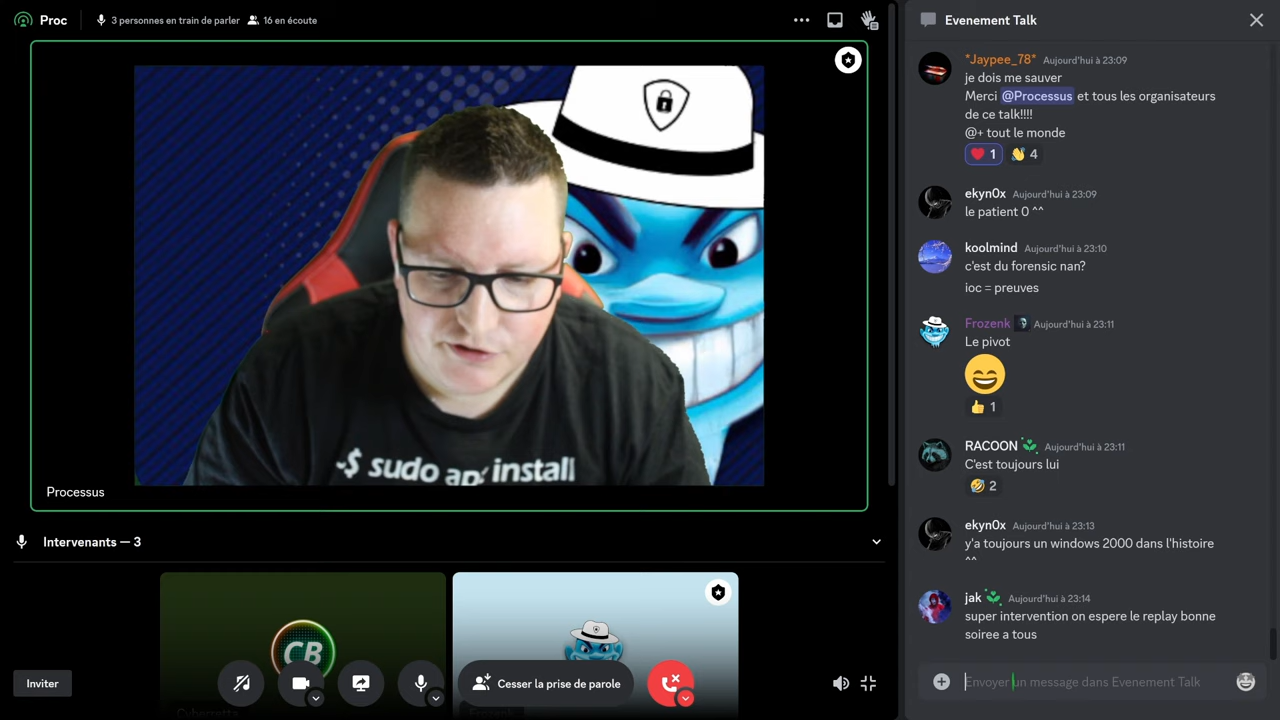 Proc
3 personnes en train de parler
16 en écoute
Evenement Talk
*Jaypee_78* Aujourd'hui à 23:09
je dois me sauver
Merci @Processus et tous les organisateurs
de ce talk!!!!
@+ tout le monde
1
4
ekyn0x Aujourd'hui à 23:09
le patient 0 ^^
koolmind Aujourd'hui à 23:10
c'est du forensic nan?
ioc = preuves
Frozenk Aujourd'hui à 23:11
Le pivot
1
RACOON Aujourd'hui à 23:11
C'est toujours lui
2
ekyn0x Aujourd'hui à 23:13
y'a toujours un windows 2000 dans l'histoire
^^
jak Aujourd'hui à 23:14
super intervention on espere le replay bonne
soiree a tous
Envoyer un message dans Evenement Talk
~$ sudo apt install
Processus
Intervenants — 3
CB
Inviter
Cesser la prise de parole